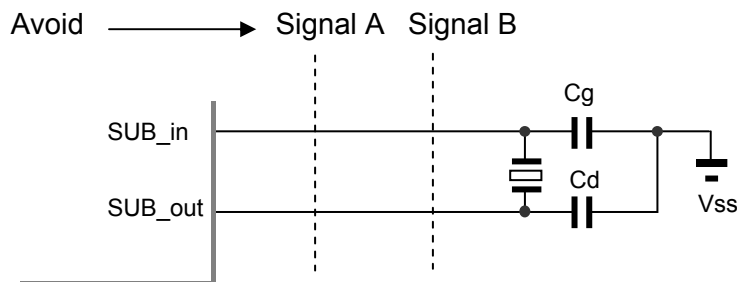 Avoid Signal A Signal B
Cg
SUB_in
Cd
SUB_out
Vss